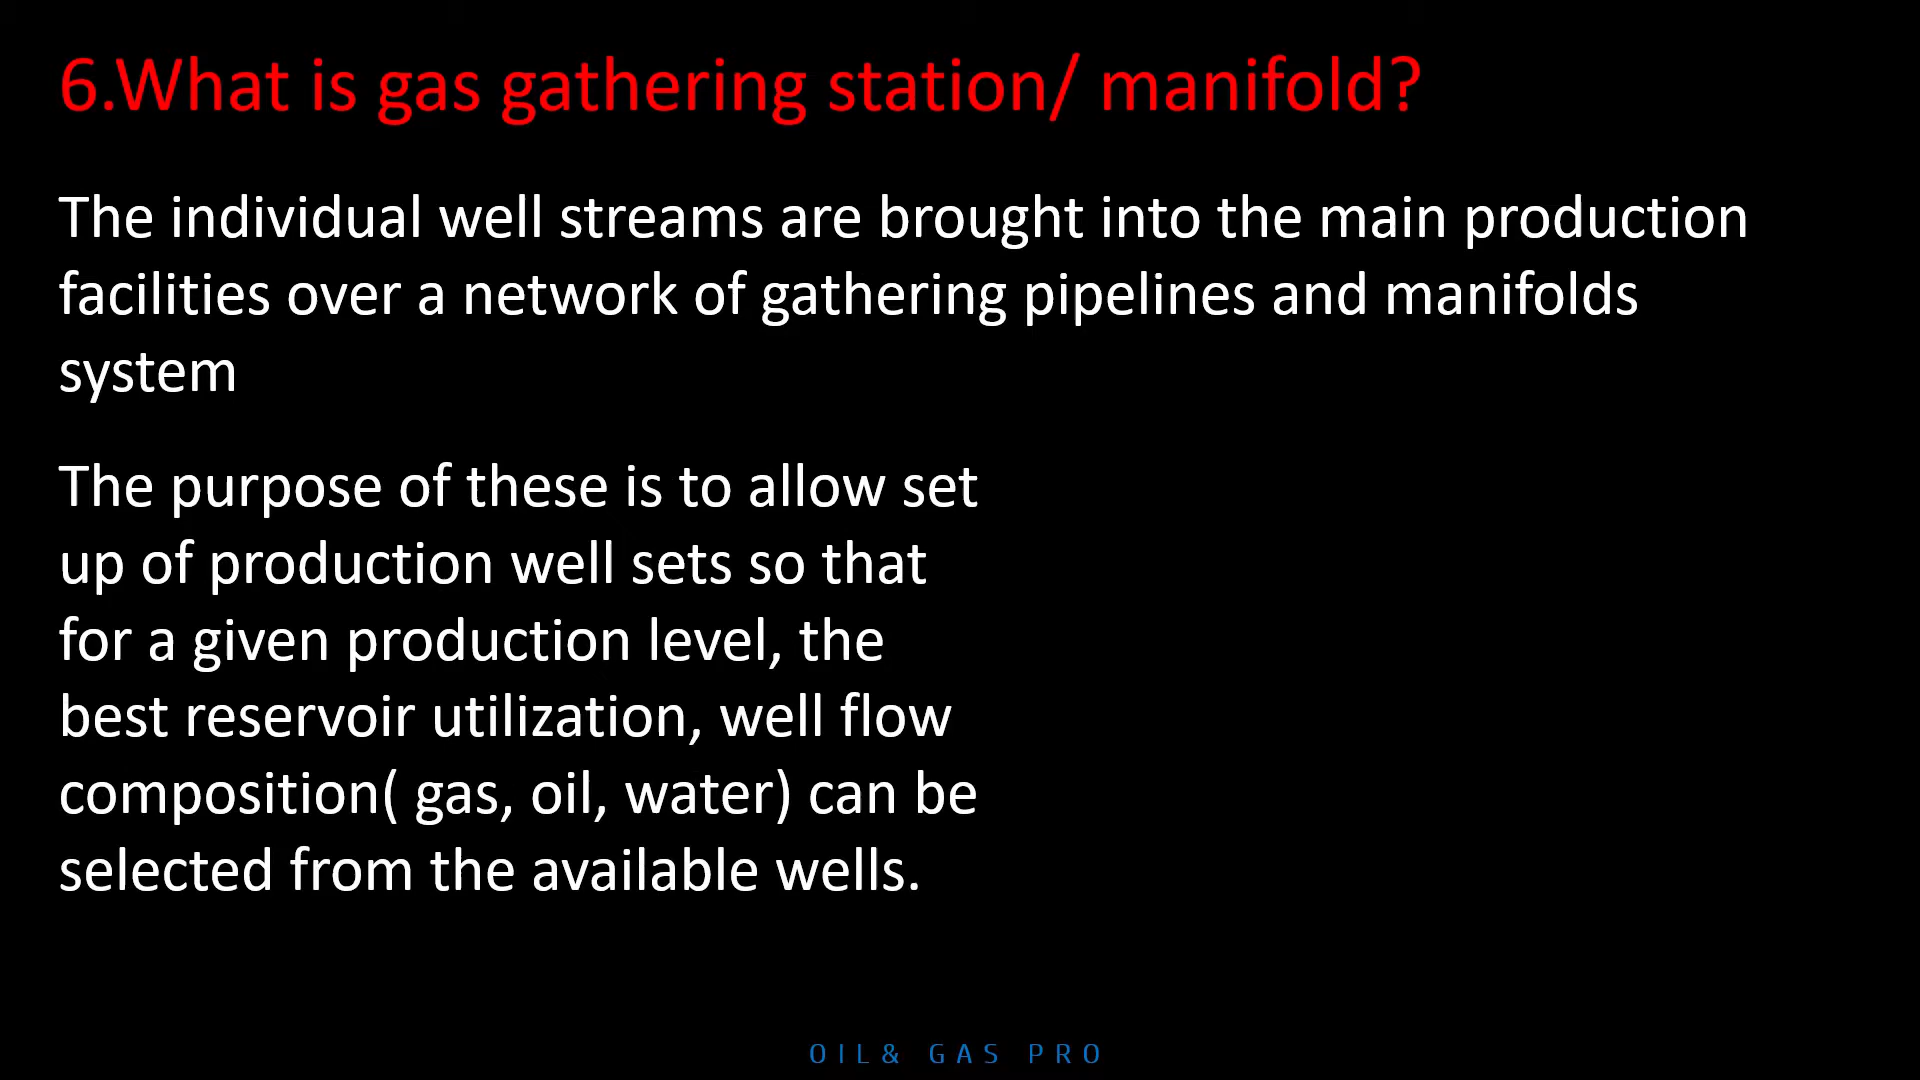 6.What is gas gathering station/ manifold?
The individual well streams are brought into the main production
facilities over a network of gathering pipelines and manifolds
system
The purpose of these is to allow set
up of production well sets so that
for a given production level, the
best reservoir utilization, well flow
composition( gas, oil, water) can be
selected from the available wells.
OIL& GAS PRO